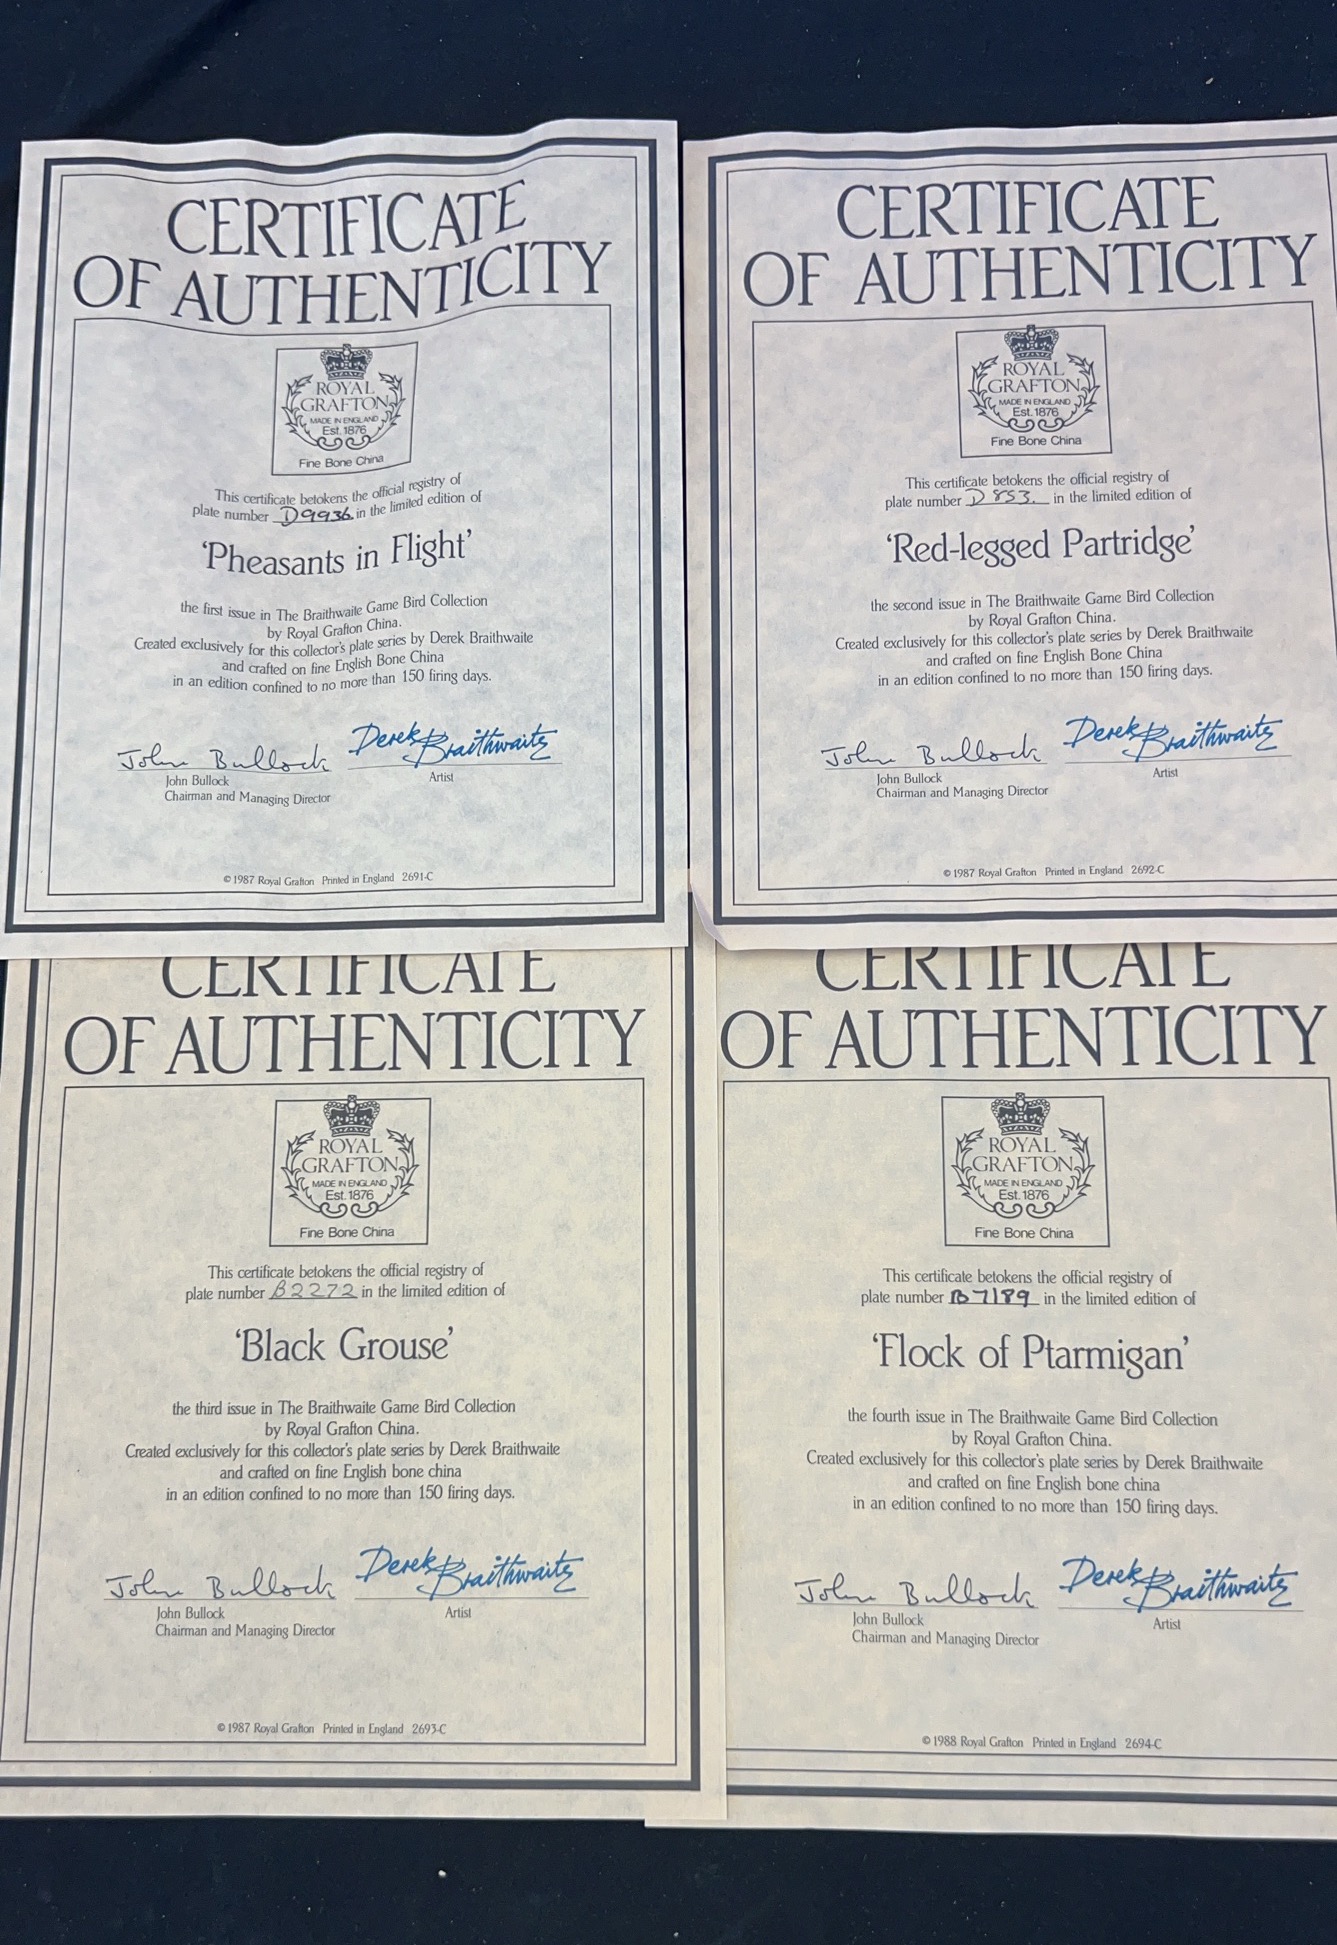 CERTIFICATE
OF AUTHENTICITY
ROYAL
GRAFTON
MADE IN ENGLAND
Est. 1876
Fine Bone China
This certificate betokens the official registry of
plate number D9936 in the limited edition of
'Pheasants in Flight'
the first issue in The Braithwaite Game Bird Collection
by Royal Grafton China.
Created exclusively for this collector's plate series by Derek Braithwaite
and crafted on fine English Bone China
in an edition confined to no more than 150 firing days.
John Bullock Derek Braithwaite
John Bullock Artist
Chairman and Managing Director
© 1987 Royal Grafton Printed in England 2691-C
CERTIFICATE
OF AUTHENTICITY
ROYAL
GRAFTON
MADE IN ENGLAND
Est. 1876
Fine Bone China
This certificate betokens the official registry of
plate number D853. in the limited edition of
'Red-legged Partridge'
the second issue in The Braithwaite Game Bird Collection
by Royal Grafton China.
Created exclusively for this collector's plate series by Derek Braithwaite
and crafted on fine English Bone China
in an edition confined to no more than 150 firing days.
John Bullock Derek Braithwaite
John Bullock Artist
Chairman and Managing Director
© 1987 Royal Grafton Printed in England 2692-C
CERTIFICATE
OF AUTHENTICITY
ROYAL
GRAFTON
MADE IN ENGLAND
Est. 1876
Fine Bone China
This certificate betokens the official registry of
plate number B2272 in the limited edition of
'Black Grouse'
the third issue in The Braithwaite Game Bird Collection
by Royal Grafton China.
Created exclusively for this collector's plate series by Derek Braithwaite
and crafted on fine English bone china
in an edition confined to no more than 150 firing days.
John Bullock Derek Braithwaite
John Bullock Artist
Chairman and Managing Director
© 1987 Royal Grafton Printed in England 2693-C
CERTIFICATE
OF AUTHENTICITY
ROYAL
GRAFTON
MADE IN ENGLAND
Est. 1876
Fine Bone China
This certificate betokens the official registry of
plate number B7189 in the limited edition of
'Flock of Ptarmigan'
the fourth issue in The Braithwaite Game Bird Collection
by Royal Grafton China.
Created exclusively for this collector's plate series by Derek Braithwaite
and crafted on fine English bone china
in an edition confined to no more than 150 firing days.
John Bullock Derek Braithwaite
John Bullock Artist
Chairman and Managing Director
© 1988 Royal Grafton Printed in England 2694-C